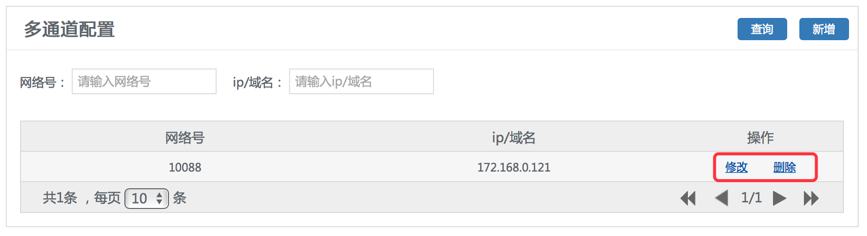 多通道配置 查询 新增
网络号： 请输入网络号 ip/域名： 请输入ip/域名
网络号 ip/域名 操作
10088 172.168.0.121 修改 删除
共1条 ，每页 10 条 1/1